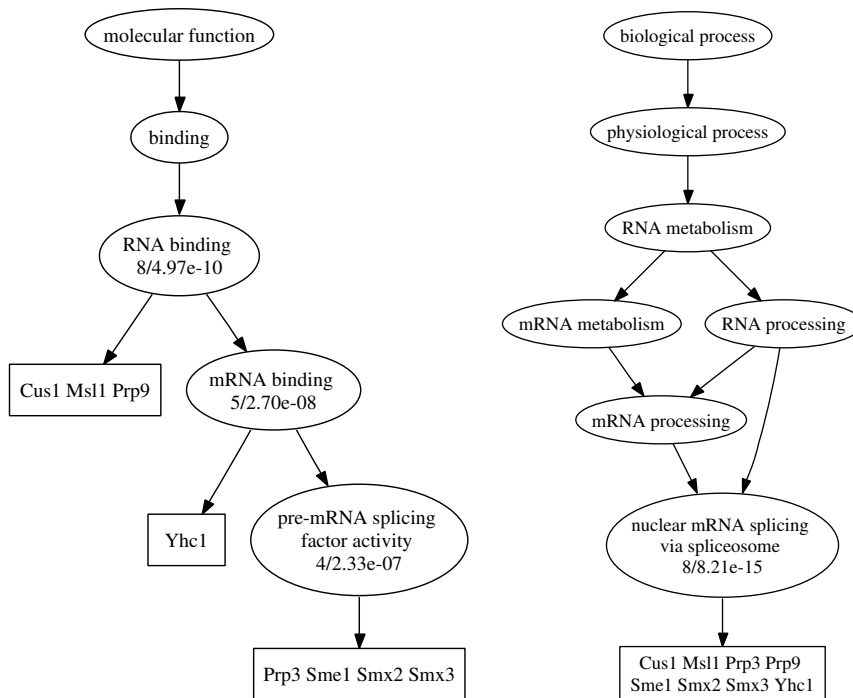 molecular function
binding
RNA binding
8/4.97e-10
Cus1 Msl1 Prp9
mRNA binding
5/2.70e-08
Yhc1
pre-mRNA splicing
factor activity
4/2.33e-07
Prp3 Sme1 Smx2 Smx3
biological process
physiological process
RNA metabolism
mRNA metabolism
RNA processing
mRNA processing
nuclear mRNA splicing
via spliceosome
8/8.21e-15
Cus1 Msl1 Prp3 Prp9
Sme1 Smx2 Smx3 Yhc1